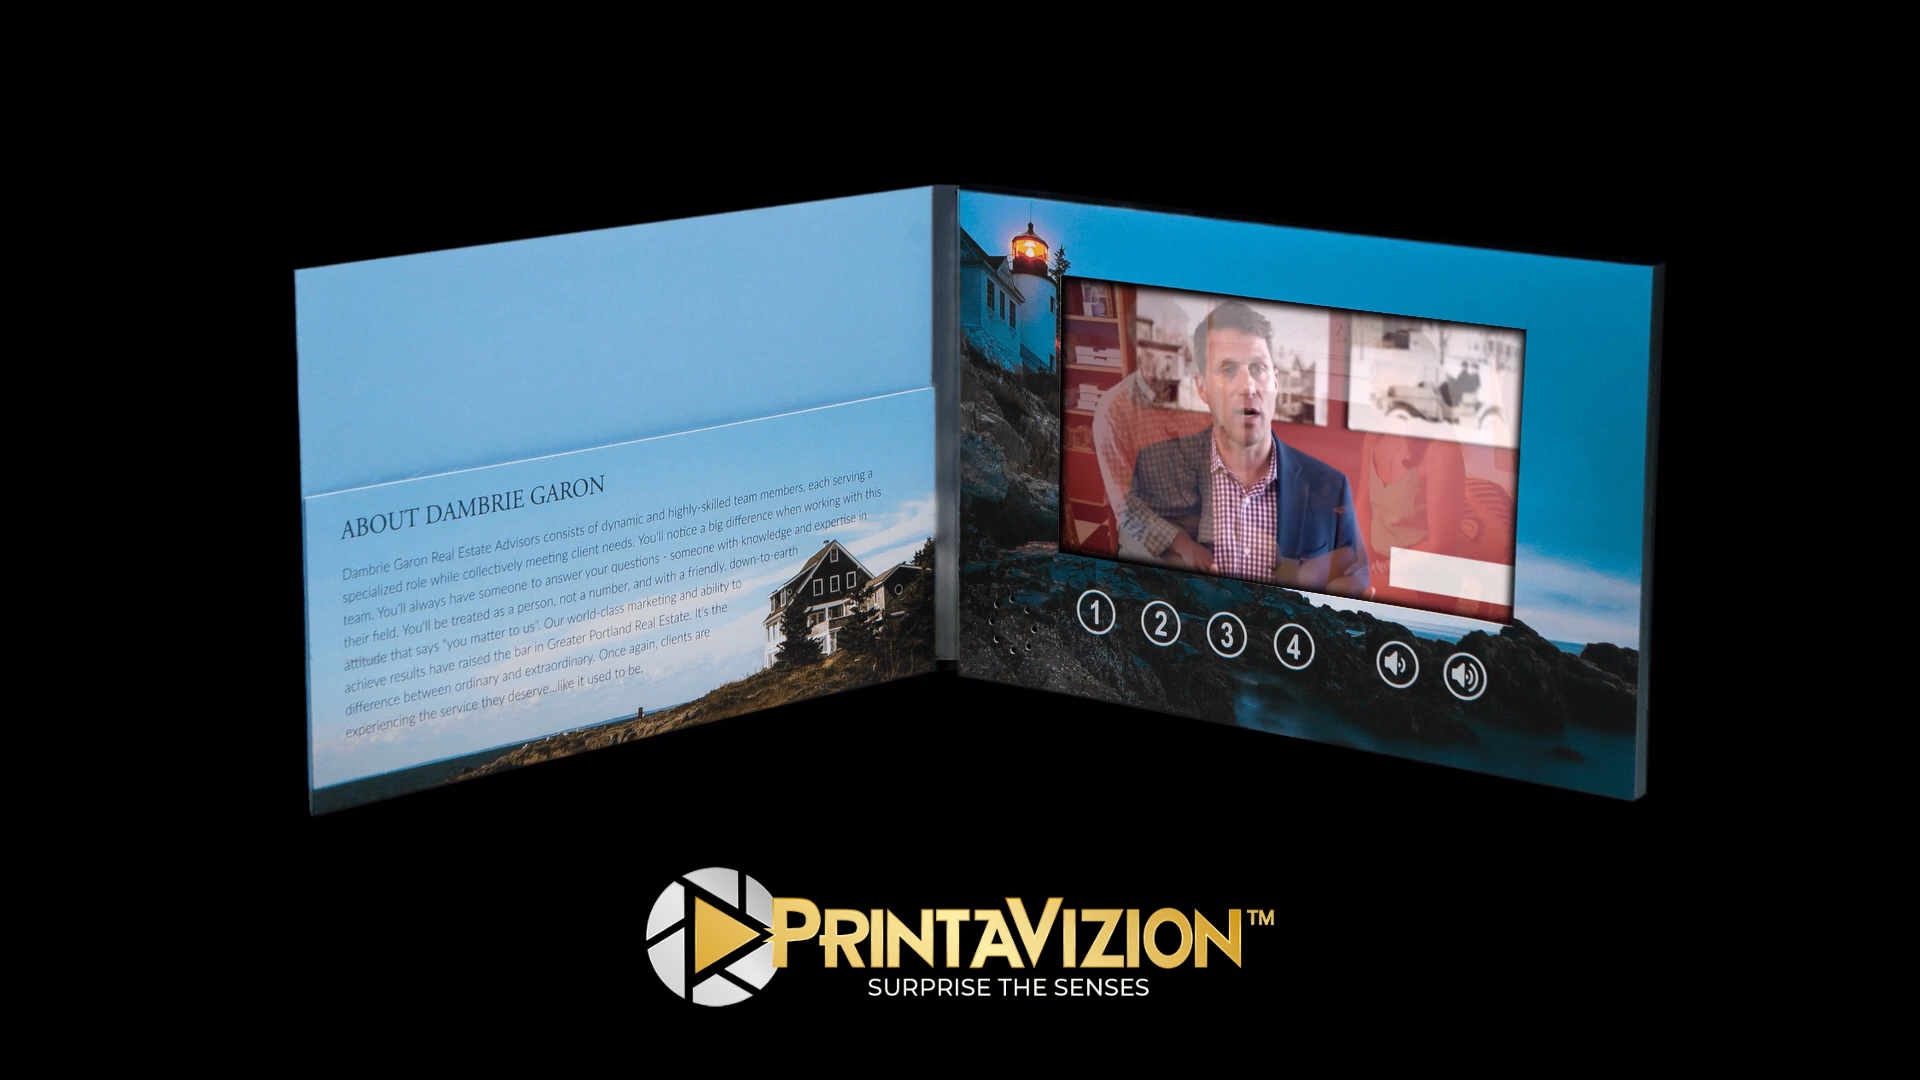 ABOUT DAMBRIE GARON
Dambrie Garon Real Estate Advisors consists of dynamic and highly-skilled team members, each serving a
specialized role while collectively meeting client needs. You'll notice a big difference when working with this
team. You'll always have someone to answer your questions - someone with knowledge and expertise in
their field. You'll be treated as a person, not a number, and with a friendly, down-to-earth
attitude that says "you matter to us". Our world-class marketing and ability to
achieve results have raised the bar in Greater Portland Real Estate. It's the
difference between ordinary and extraordinary. Once again, clients are
experiencing the service they deserve...like it used to be.
1 2 3 4
PRINTAVIZION™
SURPRISE THE SENSES